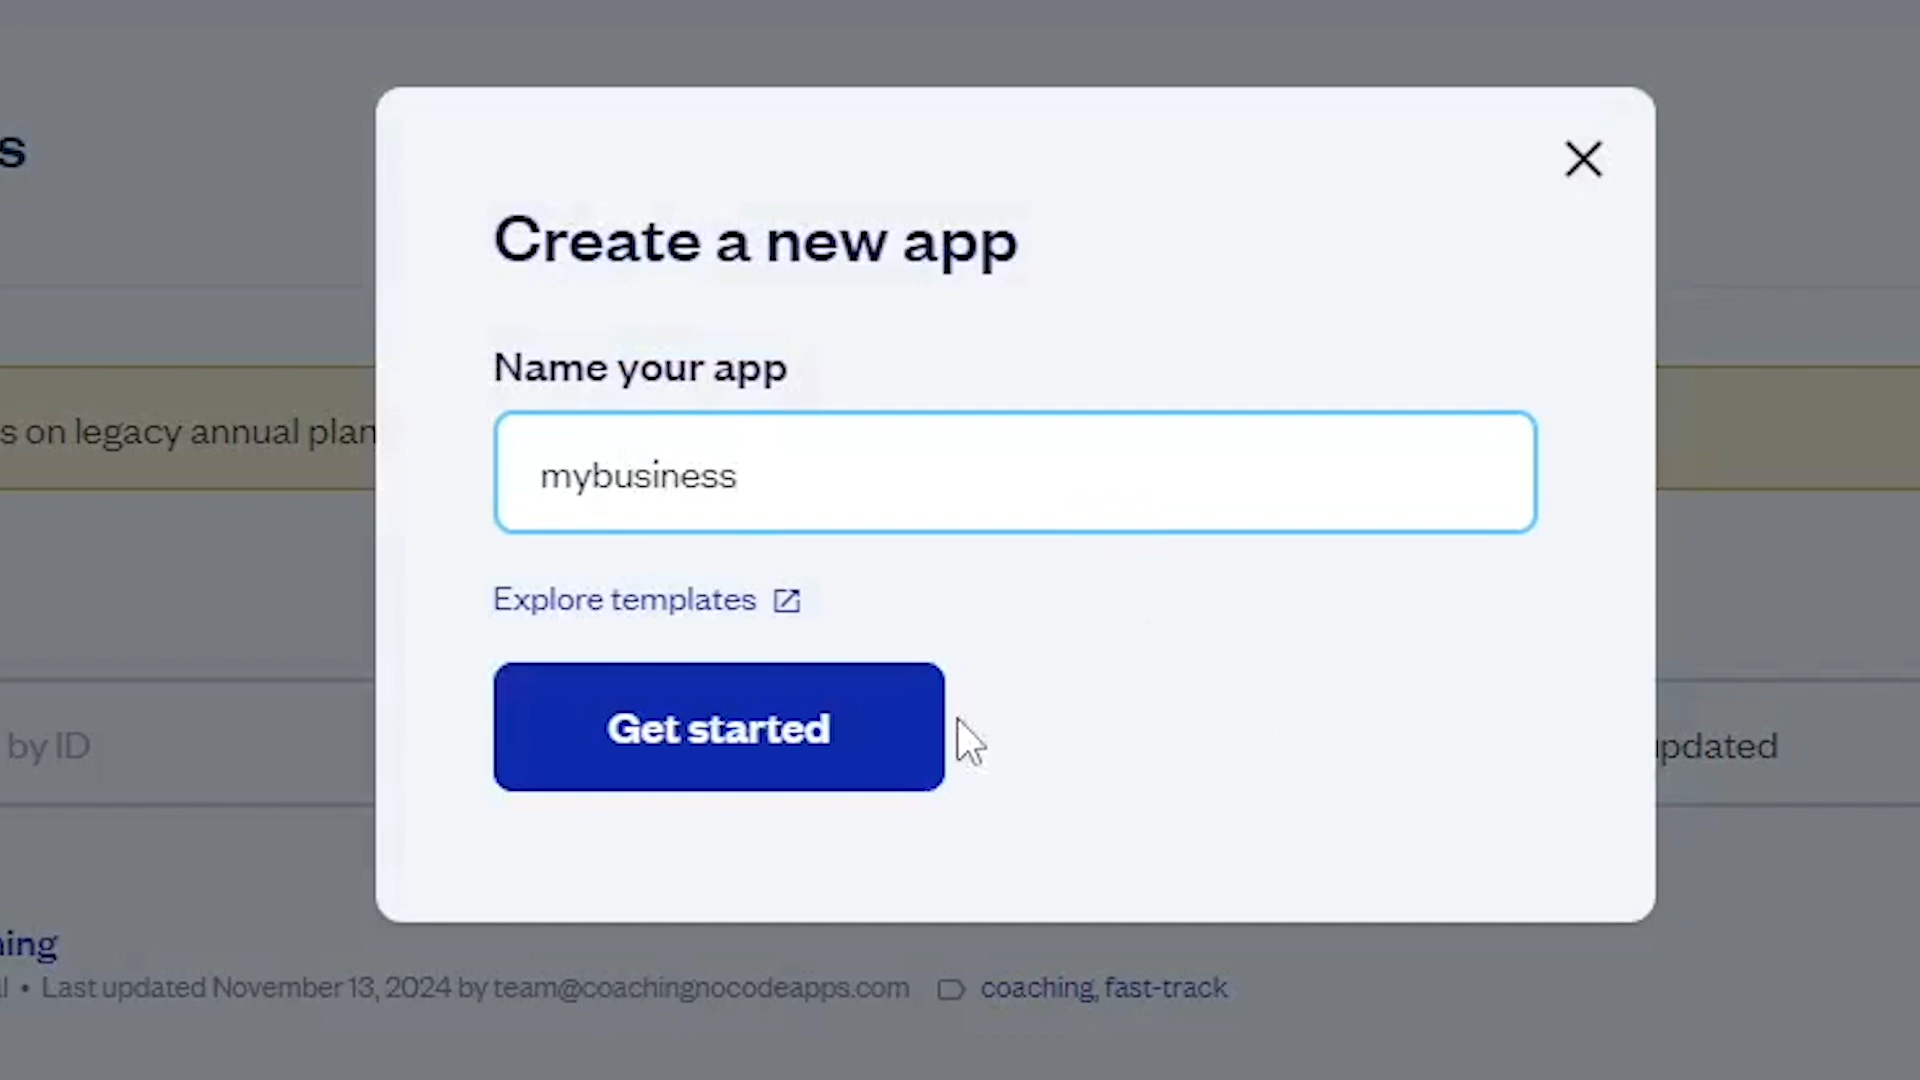 s
Create a new app
Name your app
s on legacy annual plan
mybusiness
Explore templates
Get started
by ID
updated
ning
l • Last updated November 13, 2024 by team@coachingnocodeapps.com coaching, fast-track